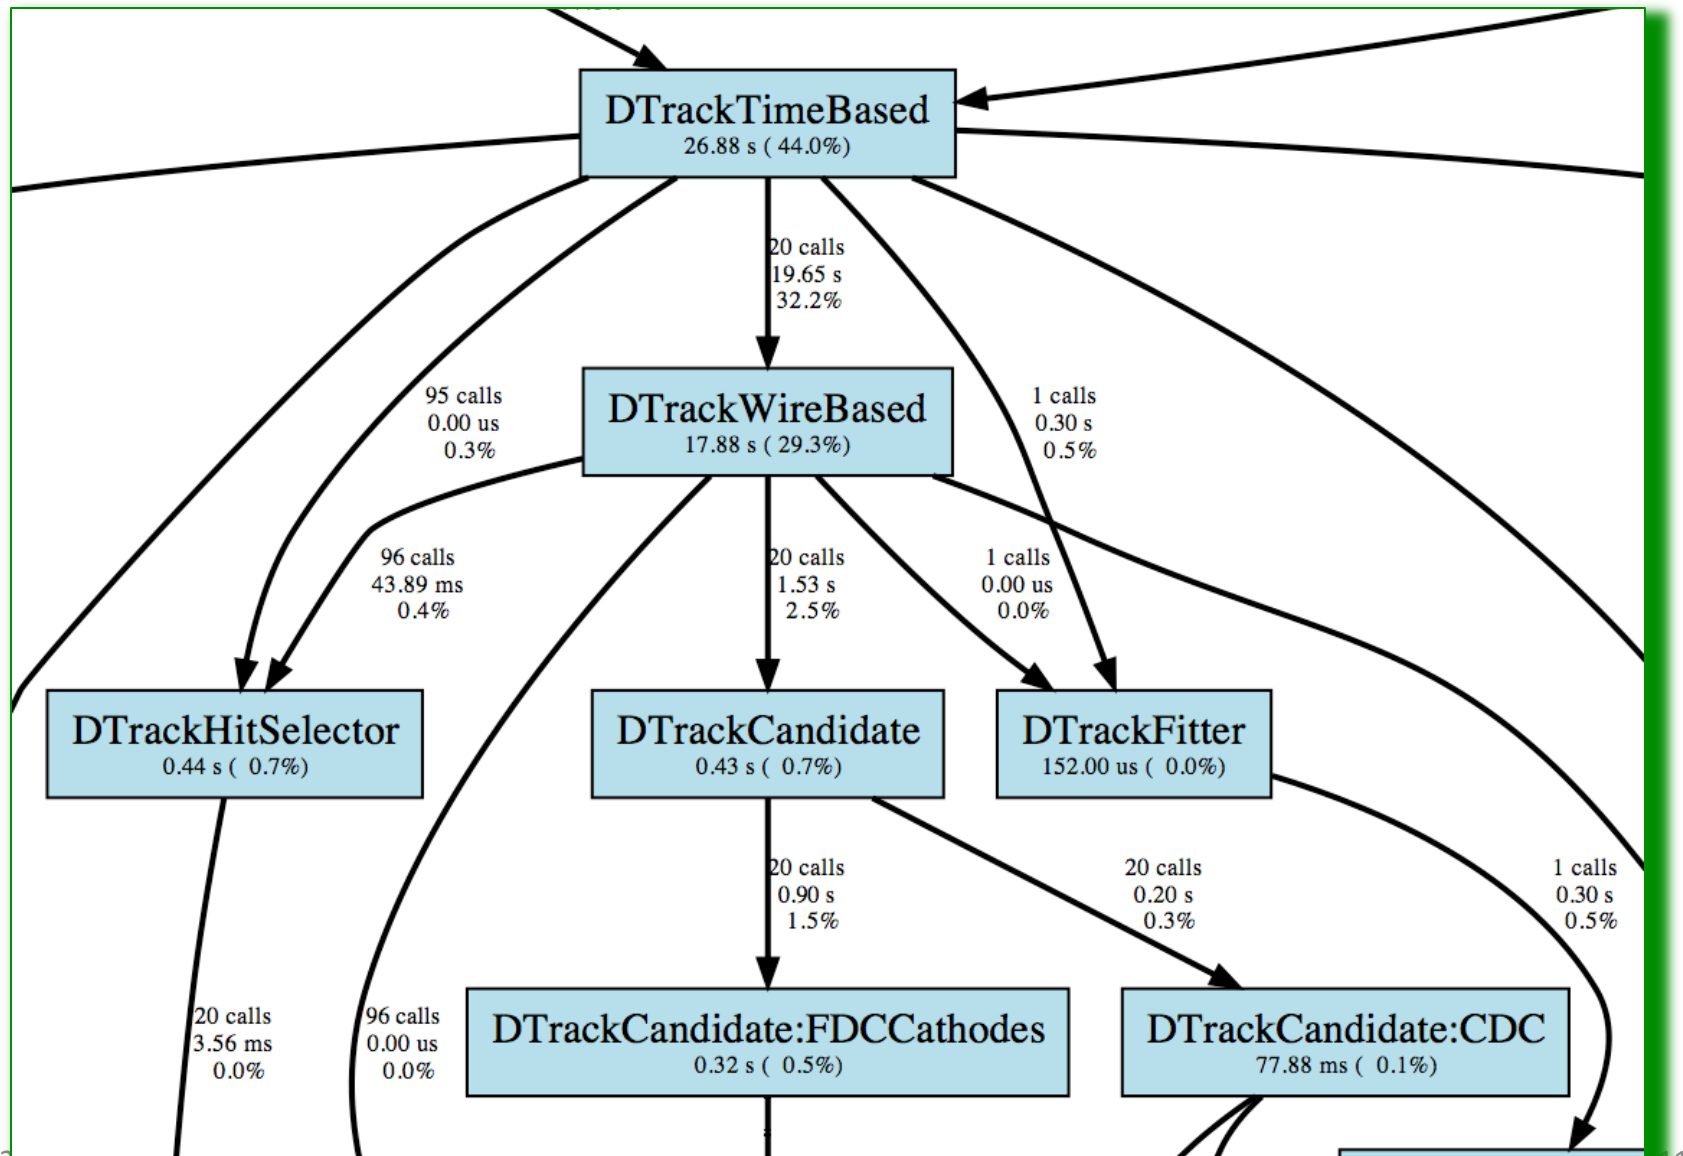 DTrackTimeBased
26.88 s ( 44.0%)
20 calls
19.65 s
32.2%
95 calls
0.00 us
0.3%
DTrackWireBased
17.88 s ( 29.3%)
1 calls
0.30 s
0.5%
96 calls
43.89 ms
0.4%
20 calls
1.53 s
2.5%
1 calls
0.00 us
0.0%
DTrackHitSelector
0.44 s ( 0.7%)
DTrackCandidate
0.43 s ( 0.7%)
DTrackFitter
152.00 us ( 0.0%)
20 calls
0.90 s
1.5%
20 calls
0.20 s
0.3%
1 calls
0.30 s
0.5%
20 calls
3.56 ms
0.0%
96 calls
0.00 us
0.0%
DTrackCandidate:FDCCathodes
0.32 s ( 0.5%)
DTrackCandidate:CDC
77.88 ms ( 0.1%)